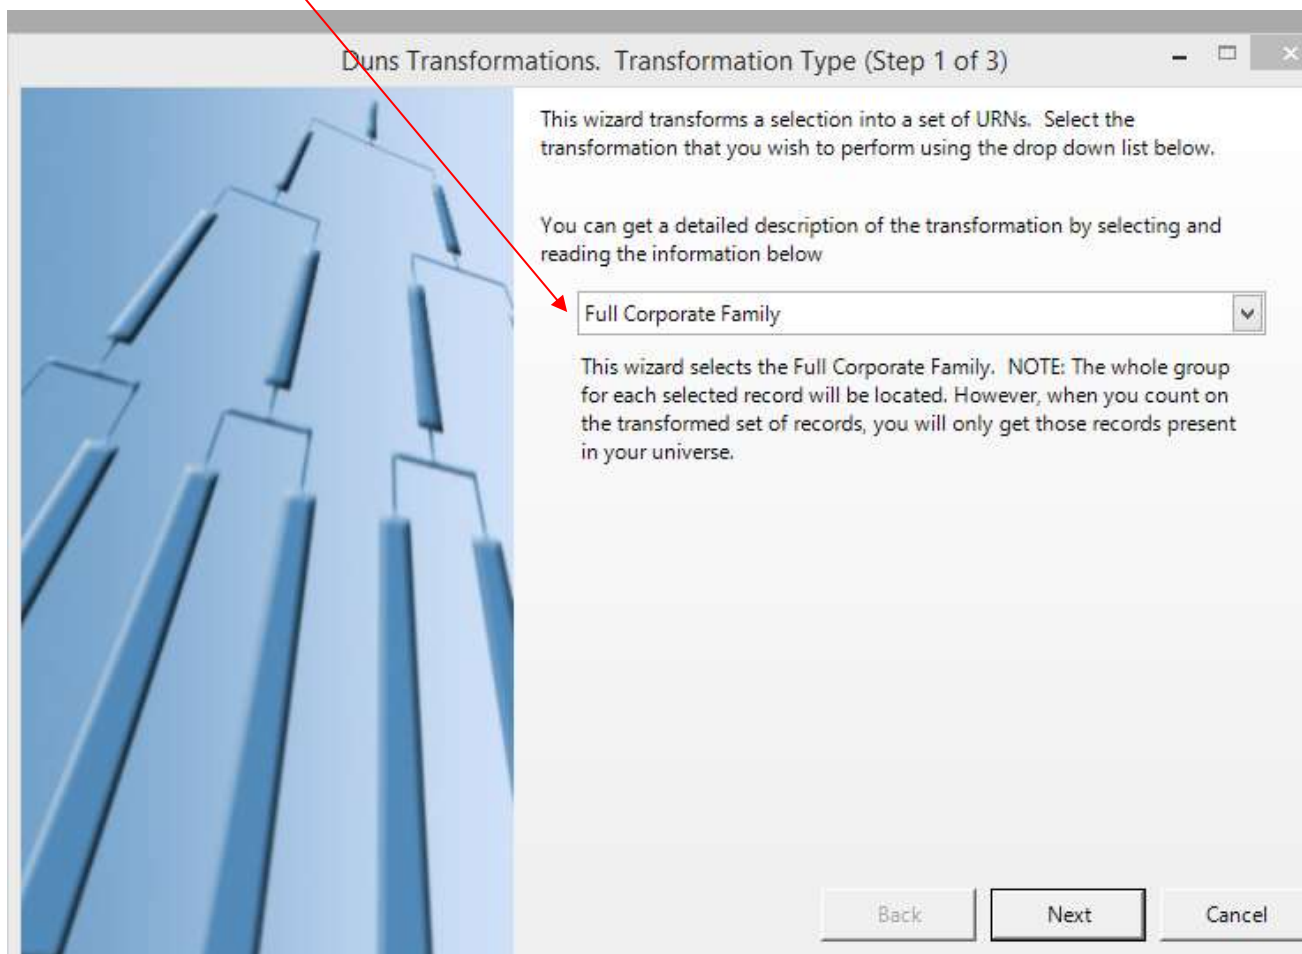 Duns Transformations.  Transformation Type (Step 1 of 3)
This wizard transforms a selection into a set of URNs.  Select the
transformation that you wish to perform using the drop down list below.
You can get a detailed description of the transformation by selecting and
reading the information below
Full Corporate Family
This wizard selects the Full Corporate Family.  NOTE: The whole group
for each selected record will be located. However, when you count on
the transformed set of records, you will only get those records present
in your universe.
Back
Next
Cancel